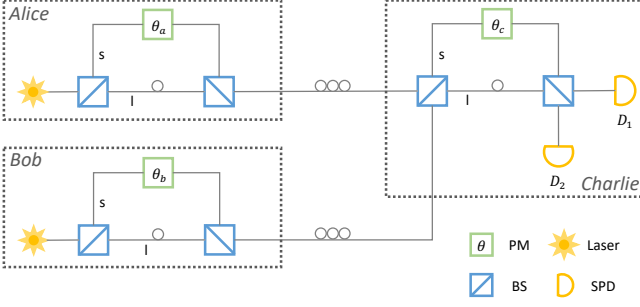 Alice
θa
s
l
Bob
θb
s
l
θc
s
l
D1
D2
Charlie
θ PM Laser
BS SPD